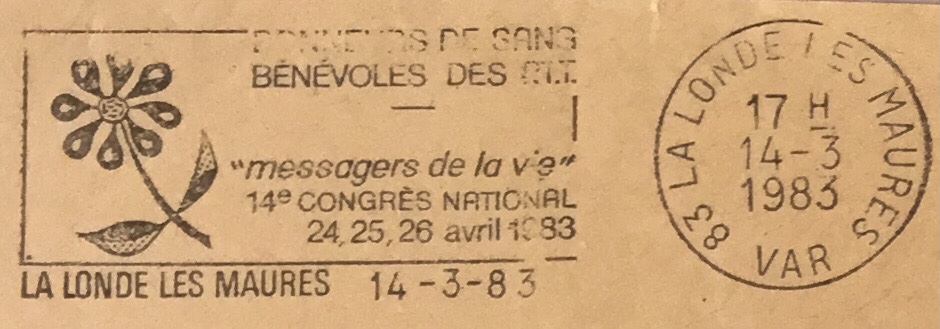 DONNEURS DE SANG
BÉNÉVOLES DES P.T.T.
"messagers de la vie"
14e CONGRÈS NATIONAL
24, 25, 26 avril 1983
LA LONDE LES MAURES 14-3-83
83 LA LONDE LES MAURES
17 H
14-3
1983
VAR